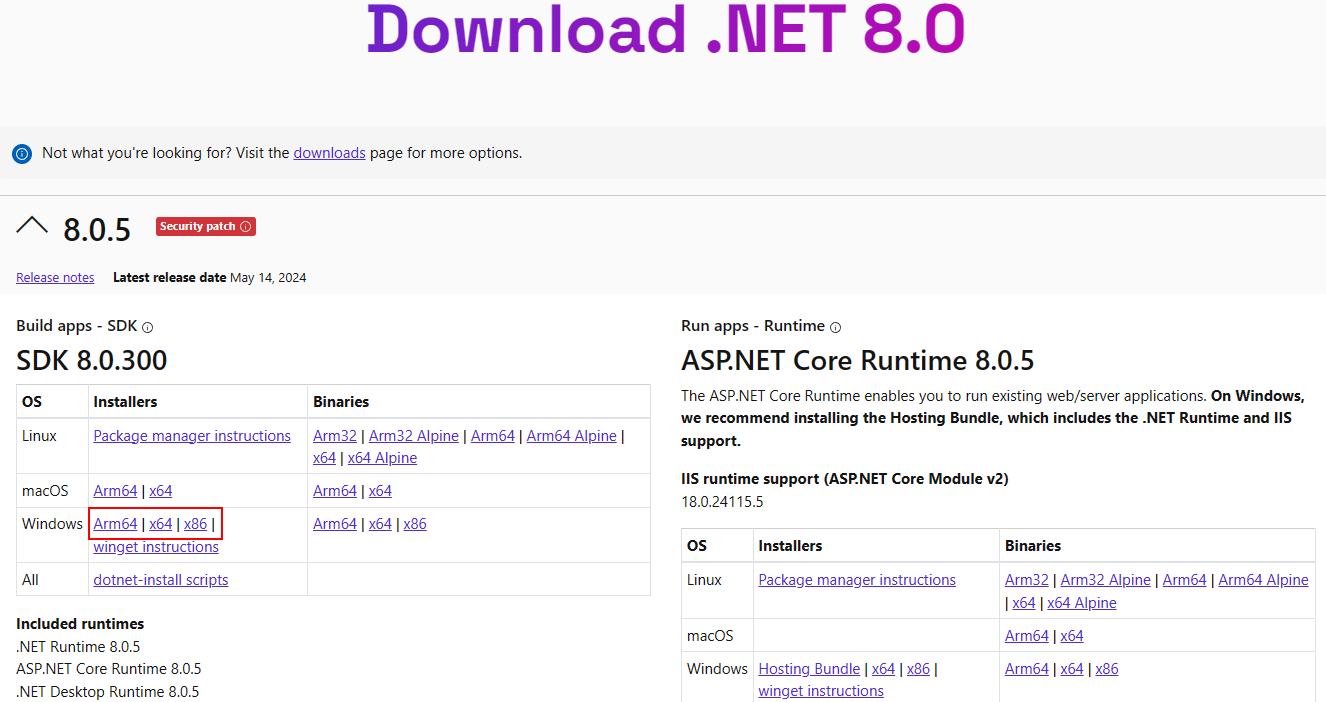 Download .NET 8.0
Not what you're looking for? Visit the downloads page for more options.
8.0.5
Security patch
Release notes
Latest release date May 14, 2024
Build apps - SDK
SDK 8.0.300
OS Installers Binaries
Linux Package manager instructions Arm32 | Arm32 Alpine | Arm64 | Arm64 Alpine |
x64 | x64 Alpine
macOS Arm64 | x64 Arm64 | x64
Windows Arm64 | x64 | x86 | Arm64 | x64 | x86
winget instructions
All dotnet-install scripts
Included runtimes
.NET Runtime 8.0.5
ASP.NET Core Runtime 8.0.5
.NET Desktop Runtime 8.0.5
Run apps - Runtime
ASP.NET Core Runtime 8.0.5
The ASP.NET Core Runtime enables you to run existing web/server applications. On Windows,
we recommend installing the Hosting Bundle, which includes the .NET Runtime and IIS
support.
IIS runtime support (ASP.NET Core Module v2)
18.0.24115.5
OS Installers Binaries
Linux Package manager instructions Arm32 | Arm32 Alpine | Arm64 | Arm64 Alpine
| x64 | x64 Alpine
macOS Arm64 | x64
Windows Hosting Bundle | x64 | x86 | Arm64 | x64 | x86
winget instructions